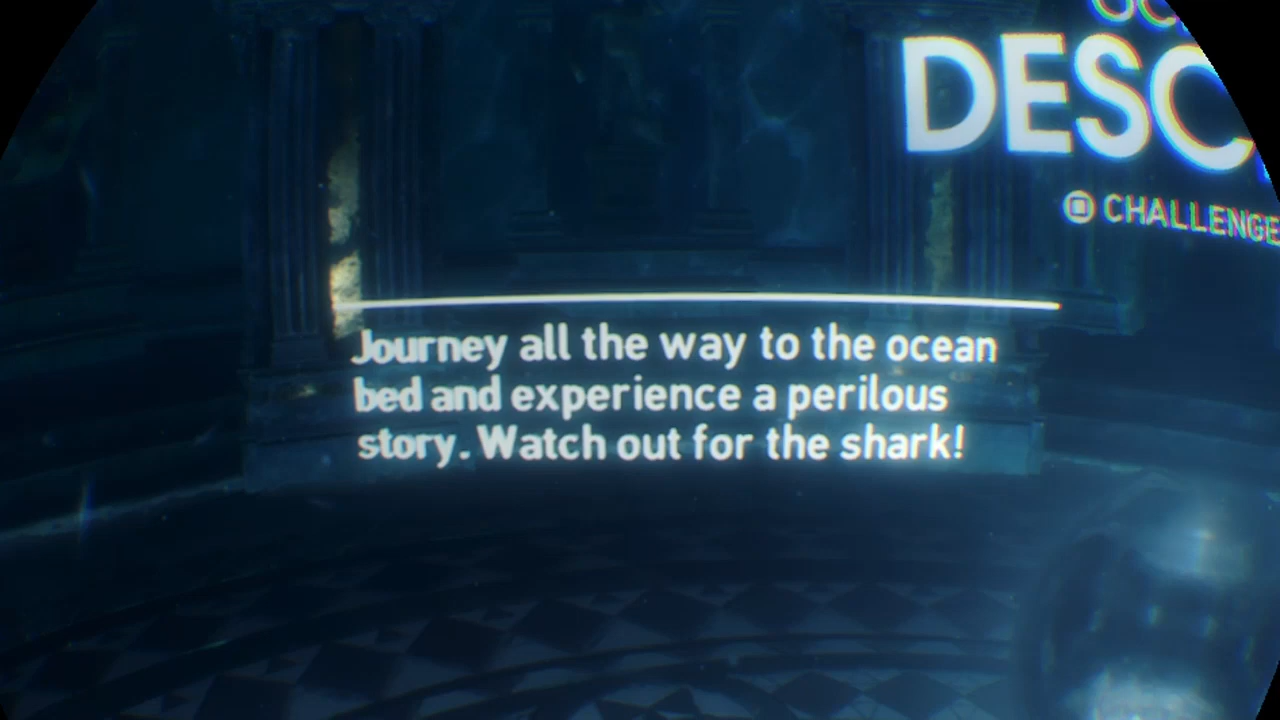 DESC
CHALLENGE
Journey all the way to the ocean
bed and experience a perilous
story. Watch out for the shark!